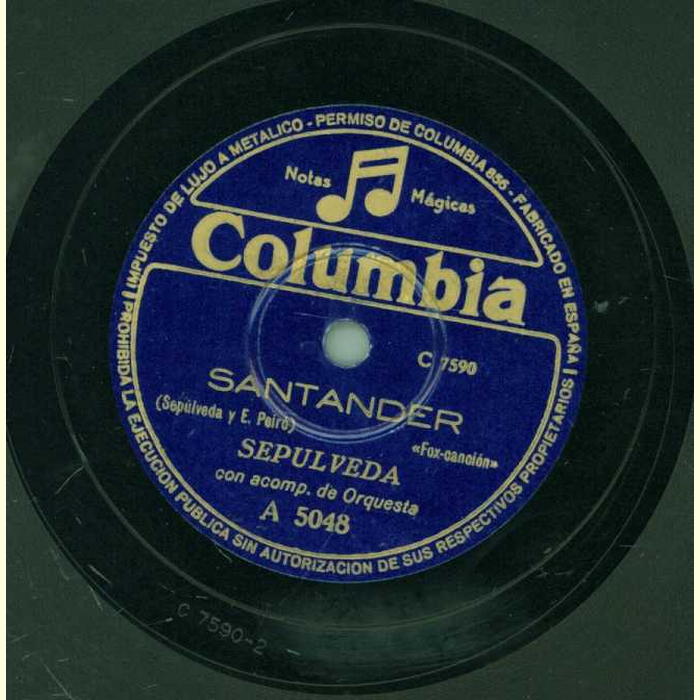 IMPUESTO DE LUJO A METALICO - PERMISO DE COLUMBIA 856 - FABRICADO EN ESPAÑA
Notas Mágicas
Columbia
C 7590
SANTANDER
(Sepúlveda y E. Peiró)
«Fox-canción»
SEPULVEDA
con acomp. de Orquesta
A 5048
PROHIBIDA LA EJECUCION PUBLICA SIN AUTORIZACION DE SUS RESPECTIVOS PROPIETARIOS
C 7590-2